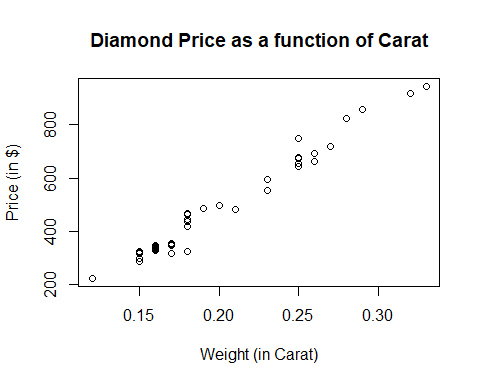 Diamond Price as a function of Carat
Price (in $)
800
600
400
200
0.15 0.20 0.25 0.30
Weight (in Carat)